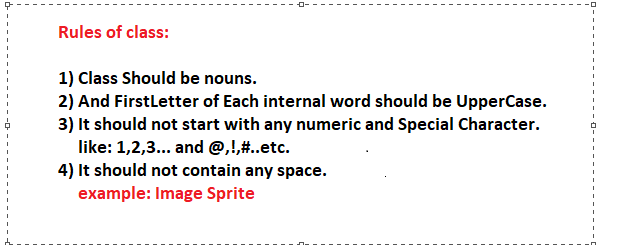 Rules of class:
1) Class Should be nouns.
2) And FirstLetter of Each internal word should be UpperCase.
3) It should not start with any numeric and Special Character.
like: 1,2,3... and @,!,#..etc.
4) It should not contain any space.
example: Image Sprite